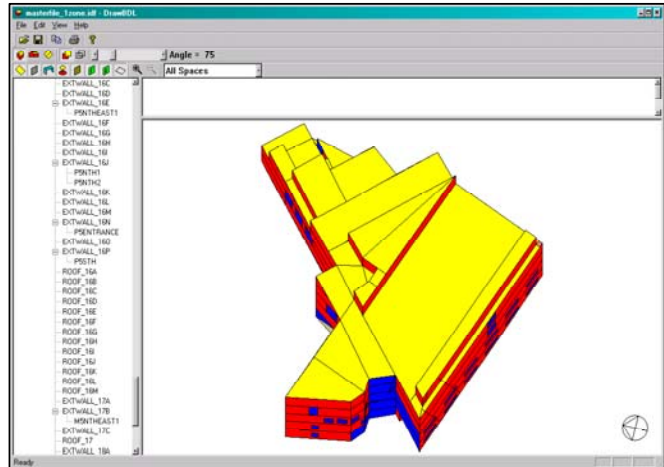 masterfile_1zone.idl - DrawBDL
File Edit View Help
Angle = 75
All Spaces
EXTWALL_16C
EXTWALL_16D
EXTWALL_16E
P5NTHEAST1
EXTWALL_16F
EXTWALL_16G
EXTWALL_16H
EXTWALL_16I
EXTWALL_16J
P5NTH1
P5NTH2
EXTWALL_16K
EXTWALL_16L
EXTWALL_16M
EXTWALL_16N
P5ENTRANCE
EXTWALL_16O
EXTWALL_16P
P5STH
ROOF_16A
ROOF_16B
ROOF_16C
ROOF_16D
ROOF_16E
ROOF_16F
ROOF_16G
ROOF_16H
ROOF_16I
ROOF_16J
ROOF_16K
ROOF_16L
ROOF_16M
EXTWALL_17A
EXTWALL_17B
M5NTHEAST1
EXTWALL_17C
ROOF_17
EXTWALL_18A
Ready